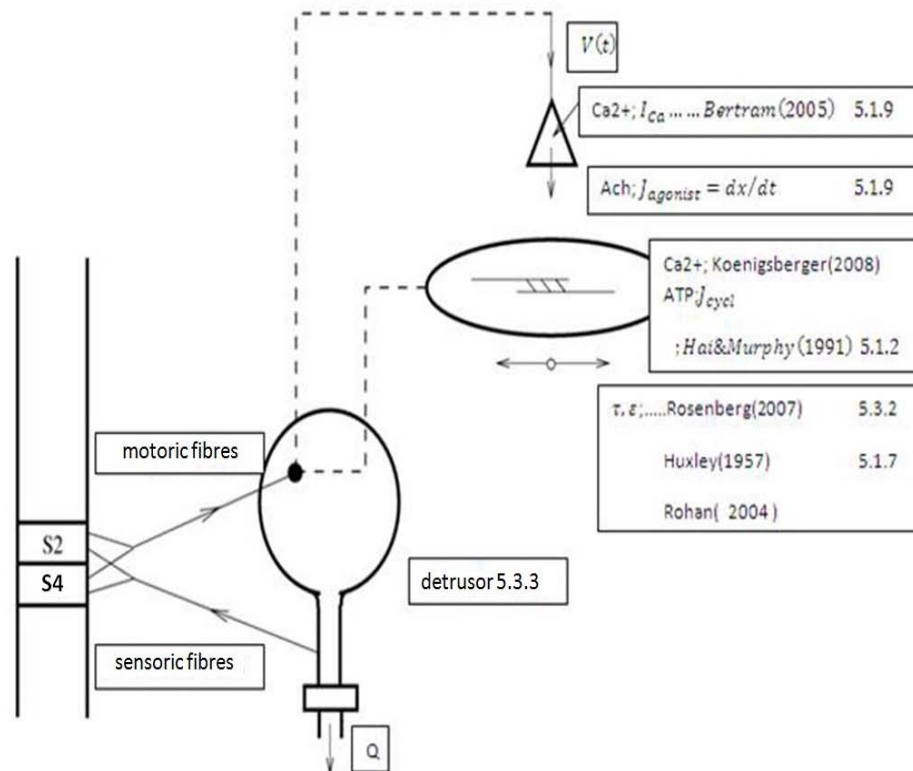 V(t)
Ca2+; I_Ca ... ... Bertram(2005) 5.1.9
Ach; J_agonist = dx/dt 5.1.9
Ca2+; Koenigsberger(2008)
ATP;J_cycl
;Hai&Murphy(1991) 5.1.2
τ, ε;.....Rosenberg(2007) 5.3.2
Huxley(1957) 5.1.7
Rohan( 2004 )
motoric fibres
S2
S4
detrusor 5.3.3
sensoric fibres
Q